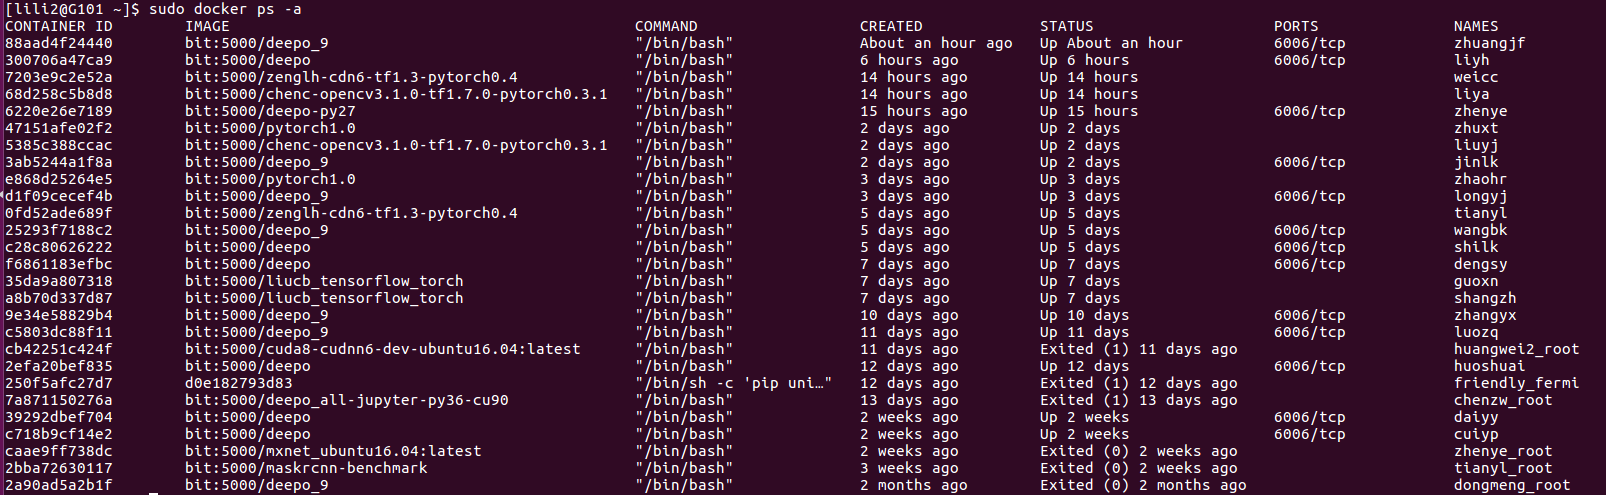 [lili2@G101 ~]$ sudo docker ps -a
CONTAINER ID        IMAGE                                             COMMAND                  CREATED             STATUS                    PORTS               NAMES
88aad4f24440        bit:5000/deepo_9                                  "/bin/bash"              About an hour ago   Up About an hour          6006/tcp            zhuangjf
300706a47ca9        bit:5000/deepo                                    "/bin/bash"              6 hours ago         Up 6 hours                6006/tcp            liyh
7203e9c2e52a        bit:5000/zenglh-cdn6-tf1.3-pytorch0.4             "/bin/bash"              14 hours ago        Up 14 hours                                   weicc
68d258c5b8d8        bit:5000/chenc-opencv3.1.0-tf1.7.0-pytorch0.3.1   "/bin/bash"              14 hours ago        Up 14 hours                                   liya
6220e26e7189        bit:5000/deepo-py27                               "/bin/bash"              15 hours ago        Up 15 hours               6006/tcp            zhenye
47151afe02f2        bit:5000/pytorch1.0                               "/bin/bash"              2 days ago          Up 2 days                                     zhuxt
5385c388ccac        bit:5000/chenc-opencv3.1.0-tf1.7.0-pytorch0.3.1   "/bin/bash"              2 days ago          Up 2 days                                     liuyj
3ab5244a1f8a        bit:5000/deepo_9                                  "/bin/bash"              2 days ago          Up 2 days                 6006/tcp            jinlk
e868d25264e5        bit:5000/pytorch1.0                               "/bin/bash"              3 days ago          Up 3 days                                     zhaohr
d1f09cecef4b        bit:5000/deepo_9                                  "/bin/bash"              3 days ago          Up 3 days                 6006/tcp            longyj
0fd52ade689f        bit:5000/zenglh-cdn6-tf1.3-pytorch0.4             "/bin/bash"              5 days ago          Up 5 days                                     tianyl
25293f7188c2        bit:5000/deepo_9                                  "/bin/bash"              5 days ago          Up 5 days                 6006/tcp            wangbk
c28c80626222        bit:5000/deepo                                    "/bin/bash"              5 days ago          Up 5 days                 6006/tcp            shilk
f6861183efbc        bit:5000/deepo                                    "/bin/bash"              7 days ago          Up 7 days                 6006/tcp            dengsy
35da9a807318        bit:5000/liucb_tensorflow_torch                   "/bin/bash"              7 days ago          Up 7 days                                     guoxn
a8b70d337d87        bit:5000/liucb_tensorflow_torch                   "/bin/bash"              7 days ago          Up 7 days                                     shangzh
9e34e58829b4        bit:5000/deepo_9                                  "/bin/bash"              10 days ago         Up 10 days                6006/tcp            zhangyx
c5803dc88f11        bit:5000/deepo_9                                  "/bin/bash"              11 days ago         Up 11 days                6006/tcp            luozq
cb42251c424f        bit:5000/cuda8-cudnn6-dev-ubuntu16.04:latest      "/bin/bash"              11 days ago         Exited (1) 11 days ago                        huangwei2_root
2efa20bef835        bit:5000/deepo                                    "/bin/bash"              12 days ago         Up 12 days                6006/tcp            huoshuai
250f5afc27d7        d0e182793d83                                      "/bin/sh -c 'pip uni…"   12 days ago         Exited (1) 12 days ago                        friendly_fermi
7a871150276a        bit:5000/deepo_all-jupyter-py36-cu90              "/bin/bash"              13 days ago         Exited (1) 13 days ago                        chenzw_root
39292dbef704        bit:5000/deepo                                    "/bin/bash"              2 weeks ago         Up 2 weeks                6006/tcp            daiyy
c718b9cf14e2        bit:5000/deepo                                    "/bin/bash"              2 weeks ago         Up 2 weeks                6006/tcp            cuiyp
caae9ff738dc        bit:5000/mxnet_ubuntu16.04:latest                 "/bin/bash"              2 weeks ago         Exited (0) 2 weeks ago                        zhenye_root
2bba72630117        bit:5000/maskrcnn-benchmark                       "/bin/bash"              3 weeks ago         Exited (0) 2 weeks ago                        tianyl_root
2a90ad5a2b1f        bit:5000/deepo_9                                  "/bin/bash"              2 months ago        Exited (0) 2 months ago                       dongmeng_root